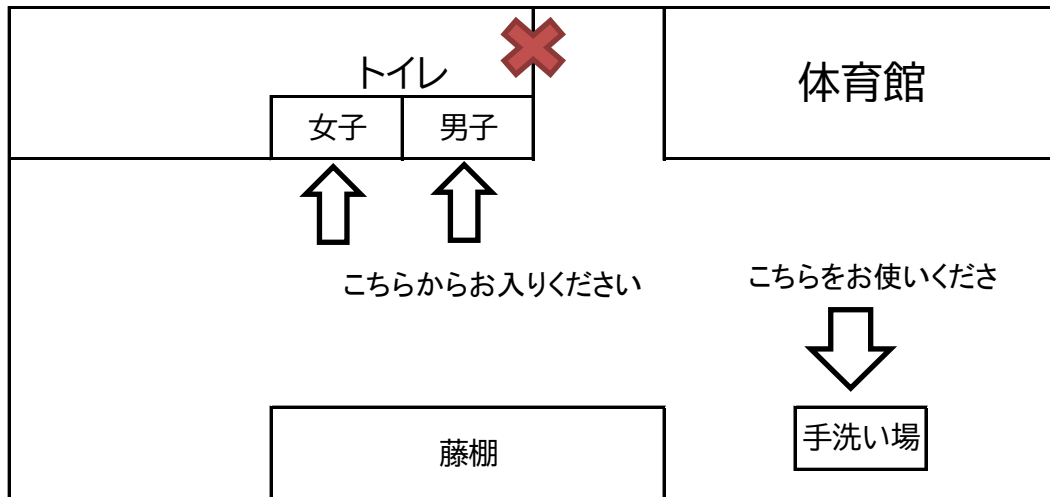 トイレ
体育館
女子
男子
こちらからお入りください
こちらをお使いくださ
藤棚
手洗い場